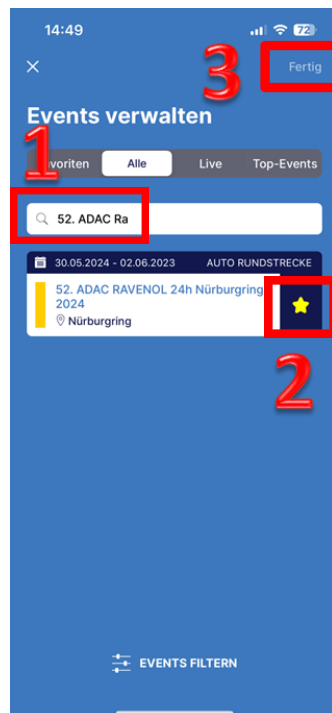 14:49
72
3
Fertig
Events verwalten
1
voriten Alle Live Top-Events
52. ADAC Ra
30.05.2024 - 02.06.2023 AUTO RUNDSTRECKE
52. ADAC RAVENOL 24h Nürburgring
2024
Nürburgring
2
EVENTS FILTERN